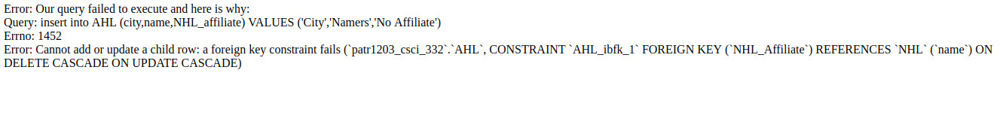 Error: Our query failed to execute and here is why:
Query: insert into AHL (city,name,NHL_affiliate) VALUES ('City','Namers','No Affiliate')
Errno: 1452
Error: Cannot add or update a child row: a foreign key constraint fails (`patr1203_csci_332`.`AHL`, CONSTRAINT `AHL_ibfk_1` FOREIGN KEY (`NHL_Affiliate`) REFERENCES `NHL` (`name`) ON
DELETE CASCADE ON UPDATE CASCADE)